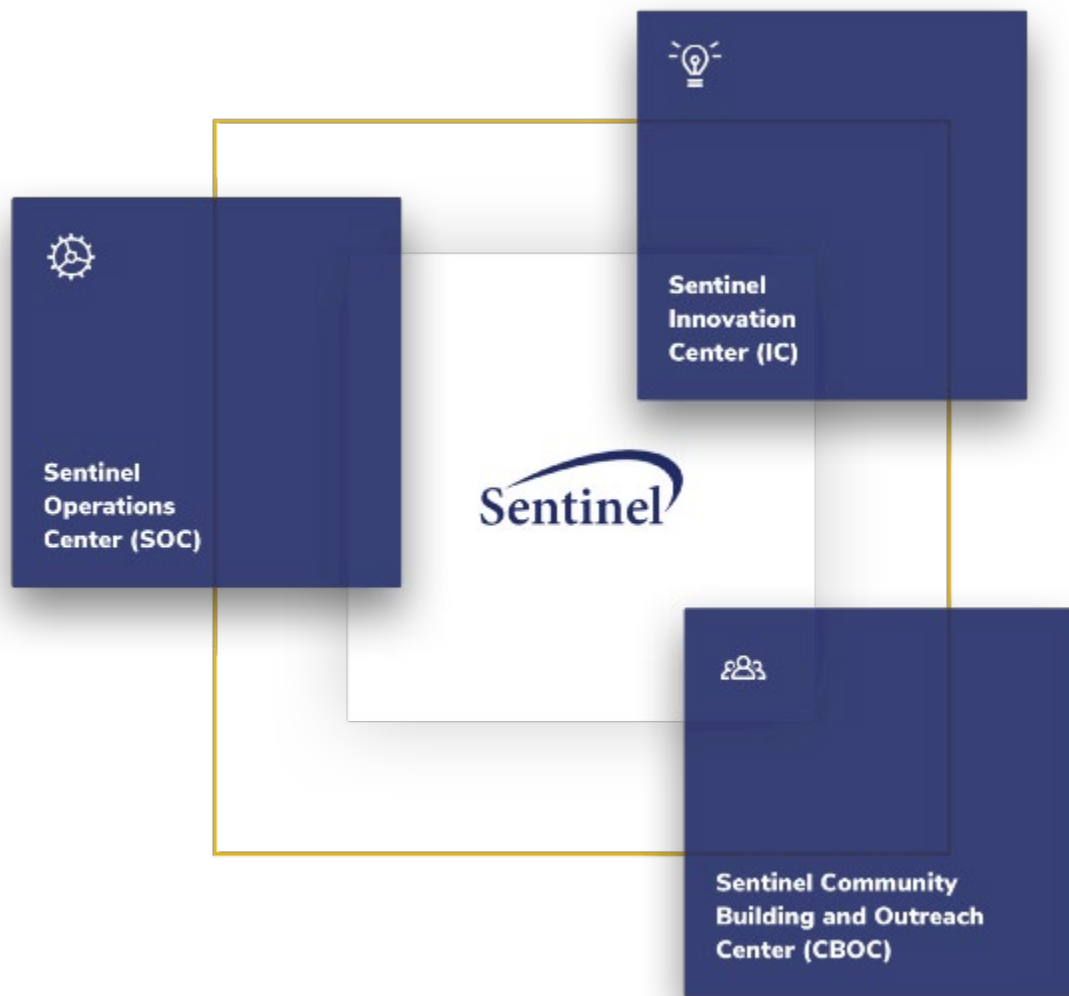 Sentinel
Innovation
Center (IC)
Sentinel
Operations
Center (SOC)
Sentinel
Sentinel Community
Building and Outreach
Center (CBOC)